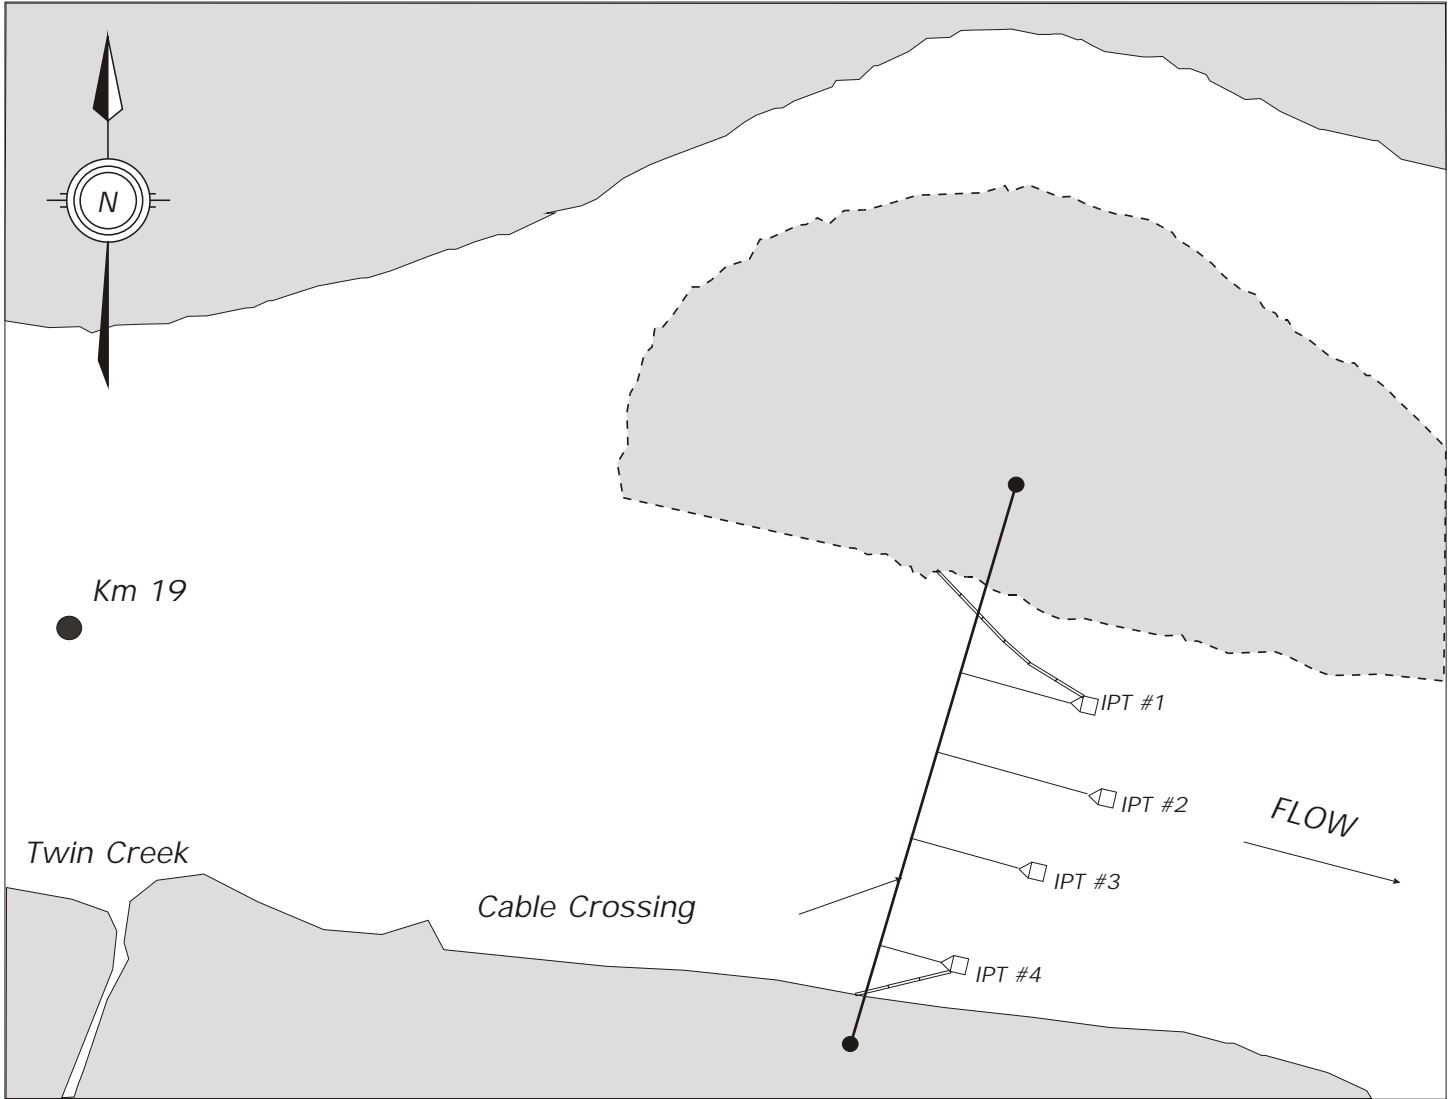 N
Km 19
IPT #1
IPT #2
FLOW
Twin Creek
IPT #3
Cable Crossing
IPT #4